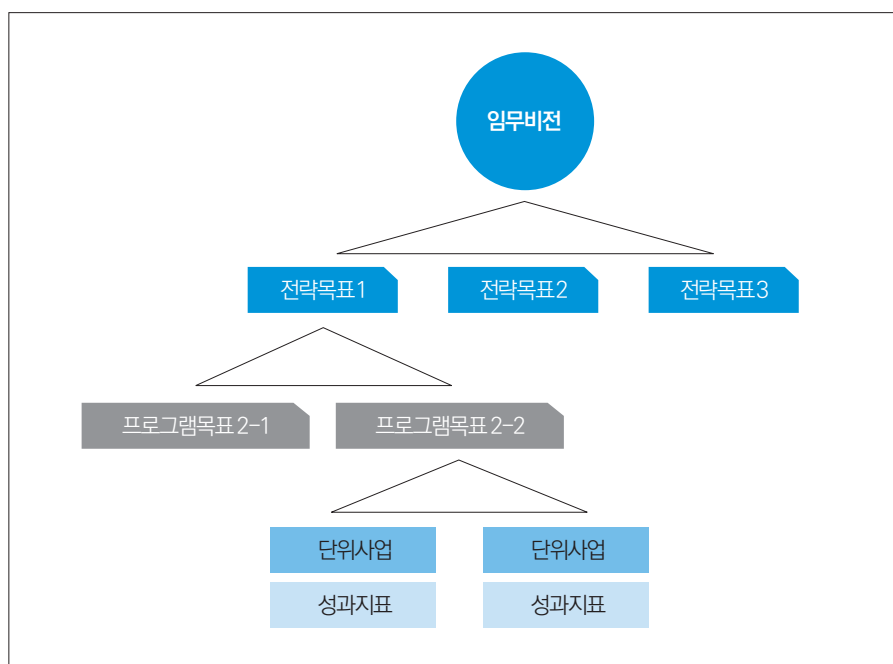 임무비전
전략목표1 전략목표2 전략목표3
프로그램목표 2-1 프로그램목표 2-2
단위사업 단위사업
성과지표 성과지표